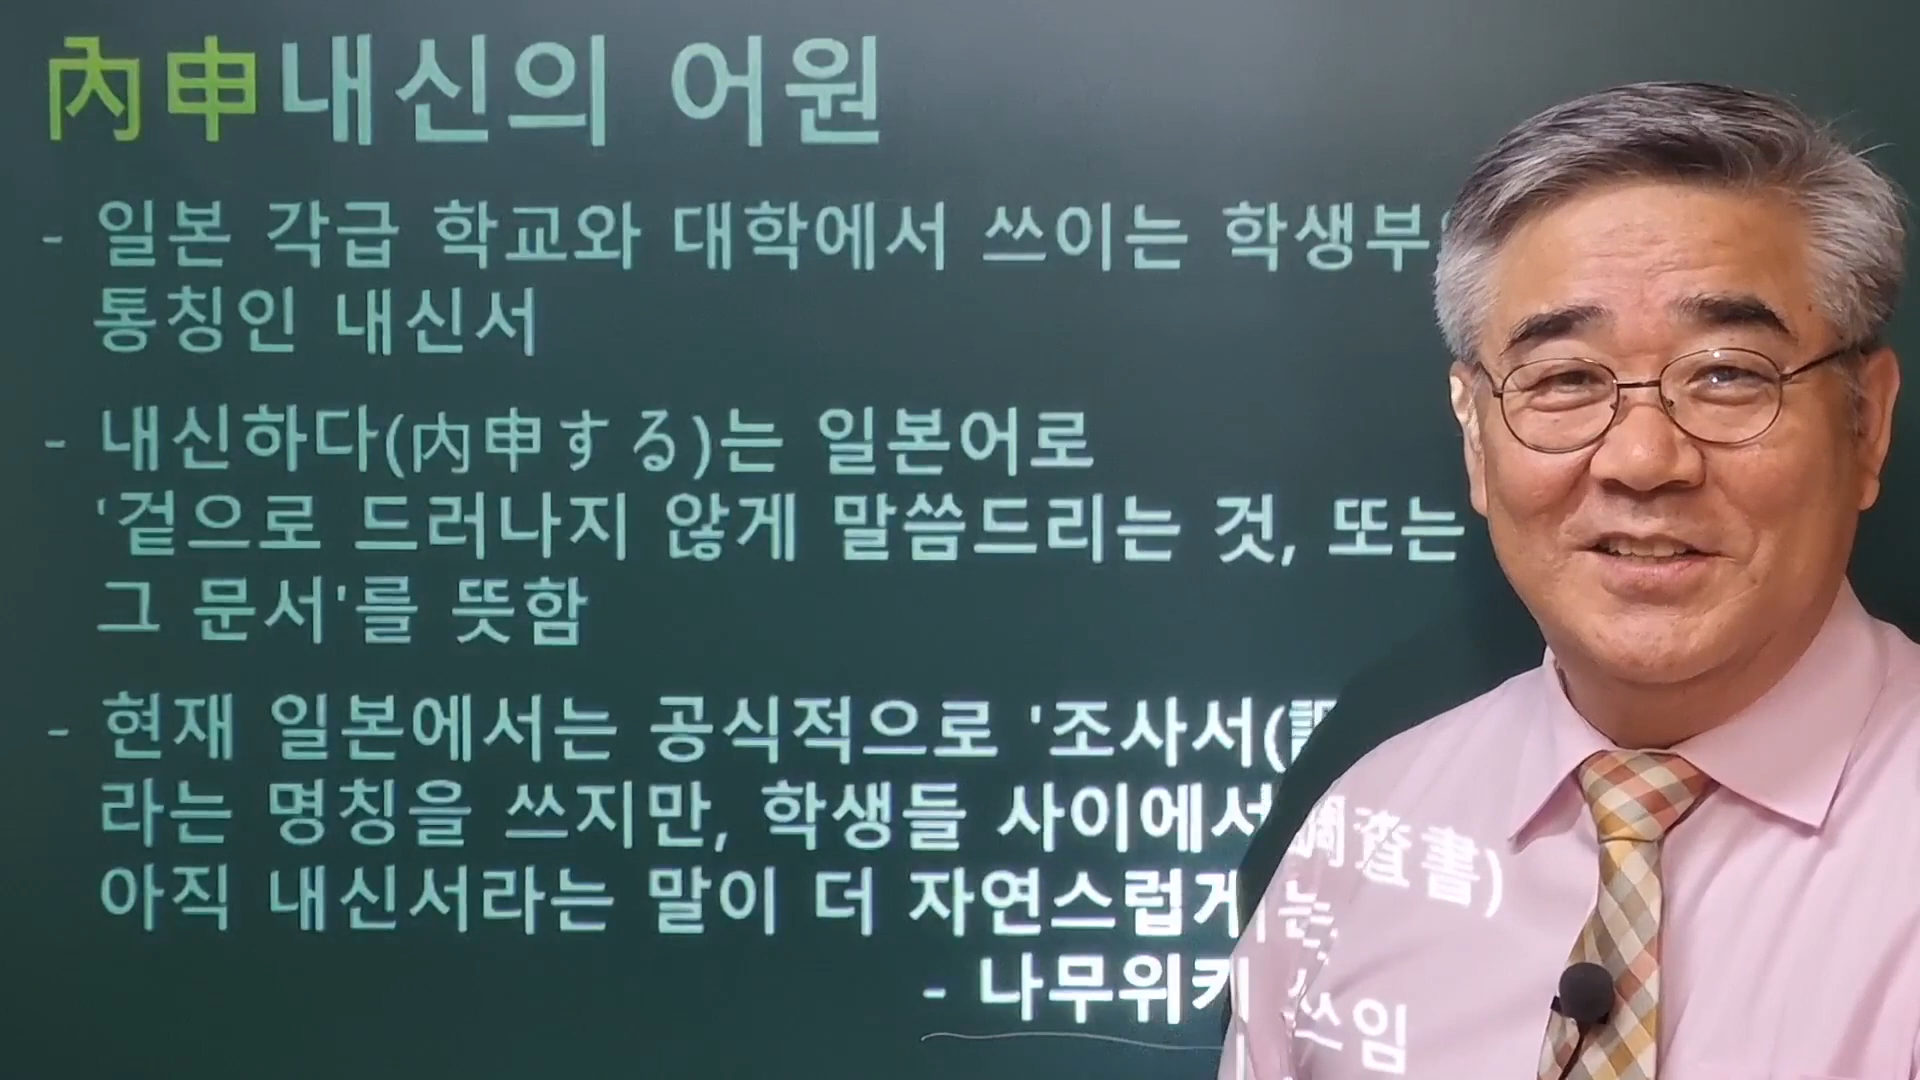 內申내신의 어원
- 일본 각급 학교와 대학에서 쓰이는 학생부의
통칭인 내신서
- 내신하다(内申する)는 일본어로
'겉으로 드러나지 않게 말씀드리는 것, 또는
그 문서'를 뜻함
- 현재 일본에서는 공식적으로 '조사서(調査書)
라는 명칭을 쓰지만, 학생들 사이에서는,
아직 내신서라는 말이 더 자연스럽게 쓰임
- 나무위키